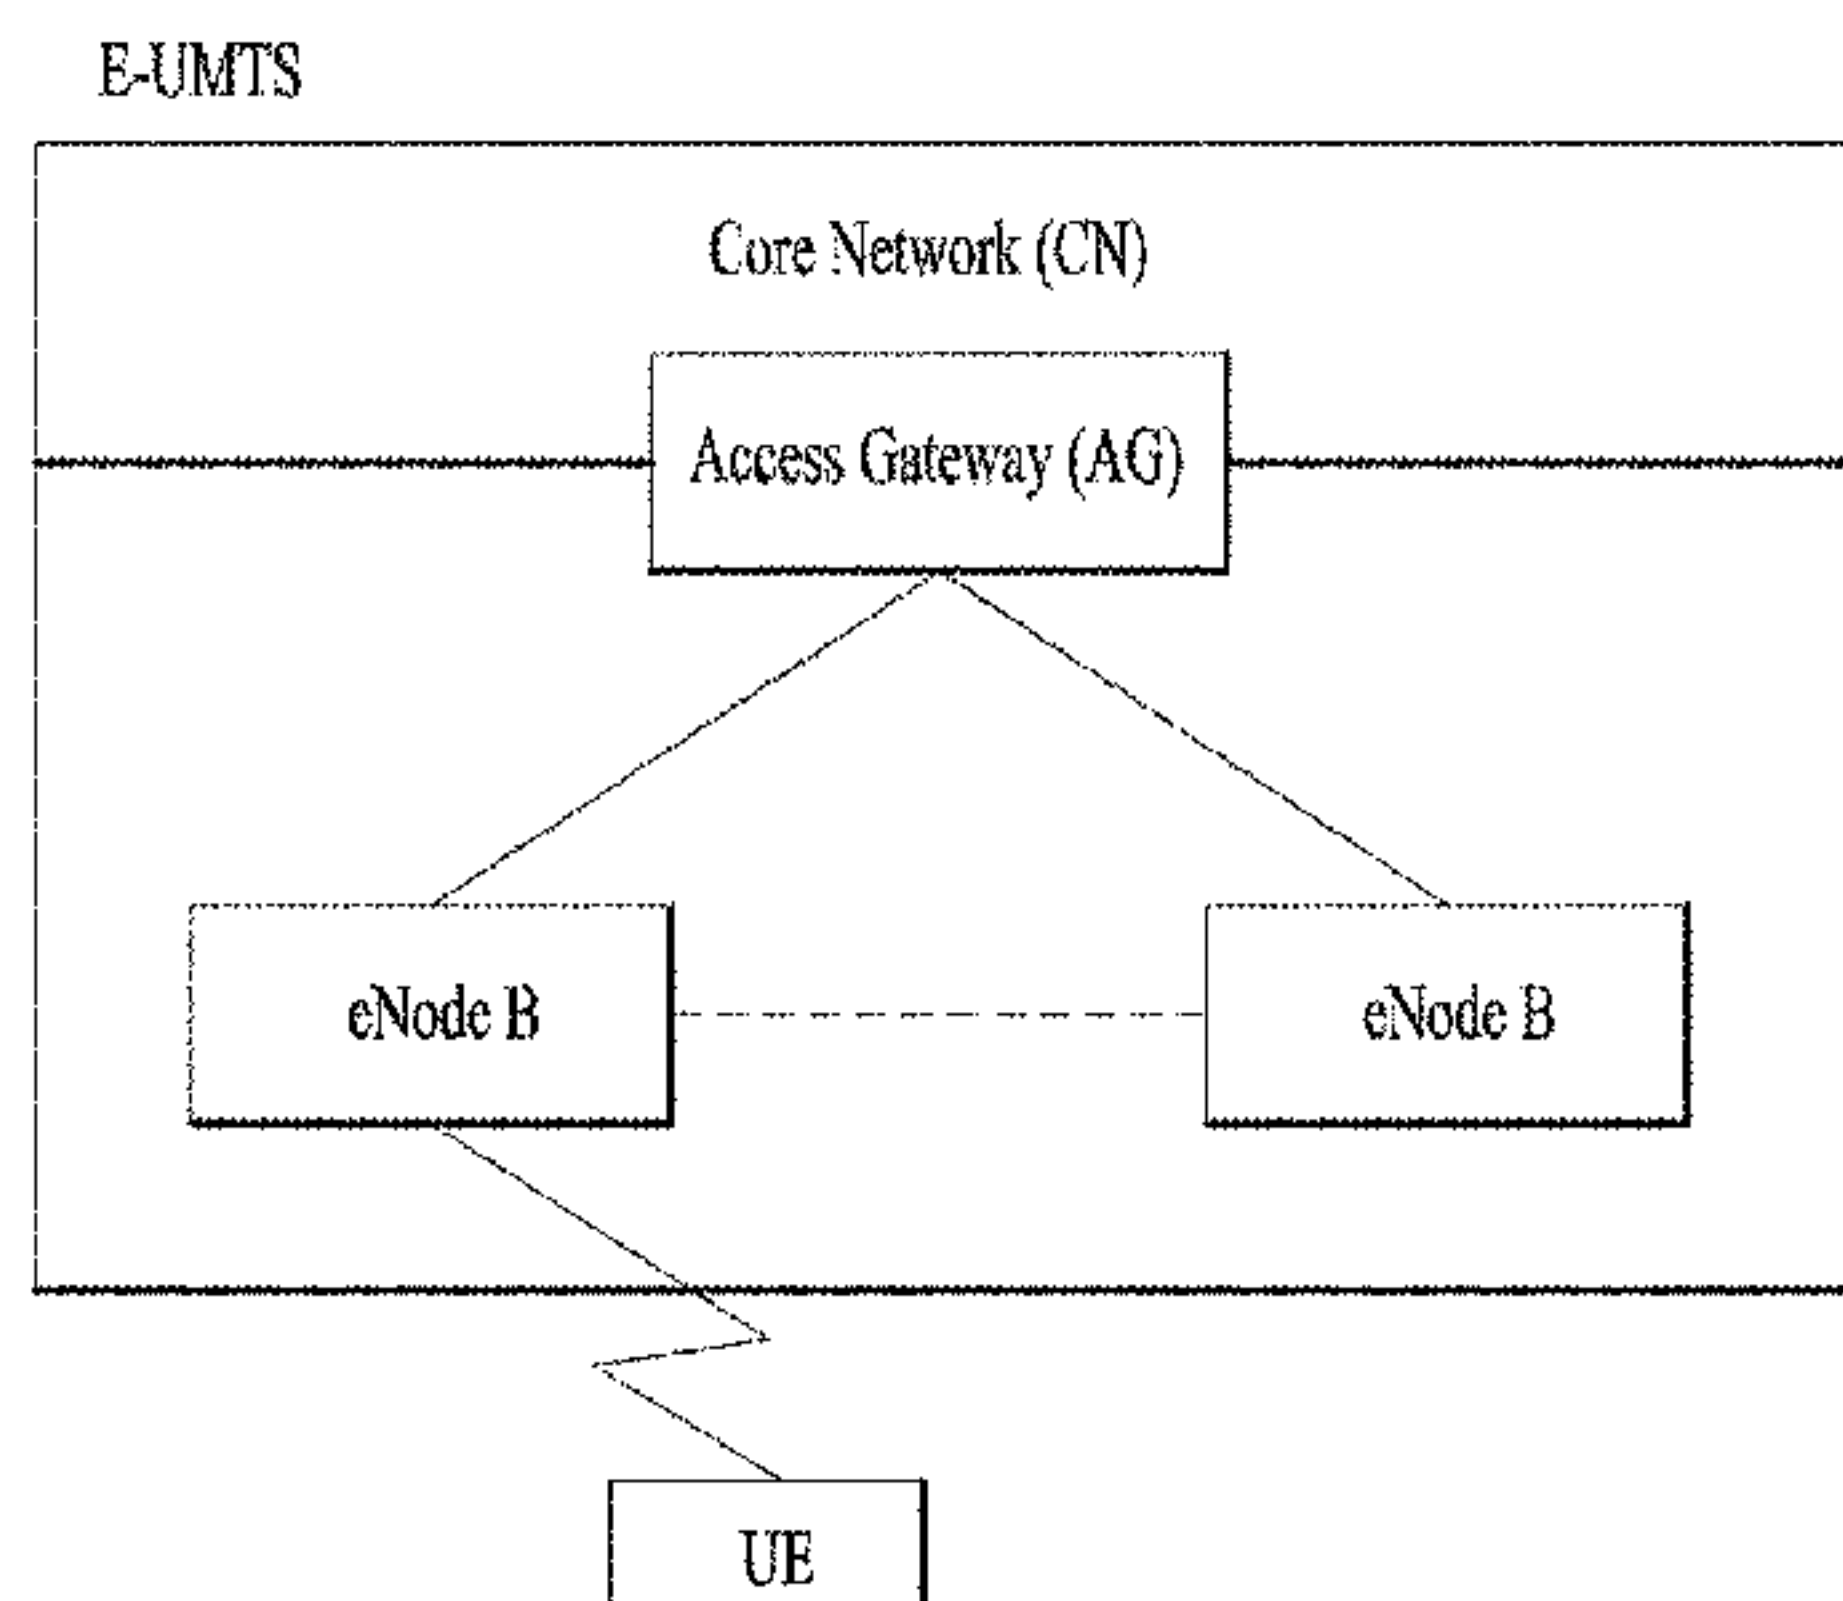 E-UMTS
Core Network (CN)
Access Gateway (AG)
eNode B
eNode B
UE